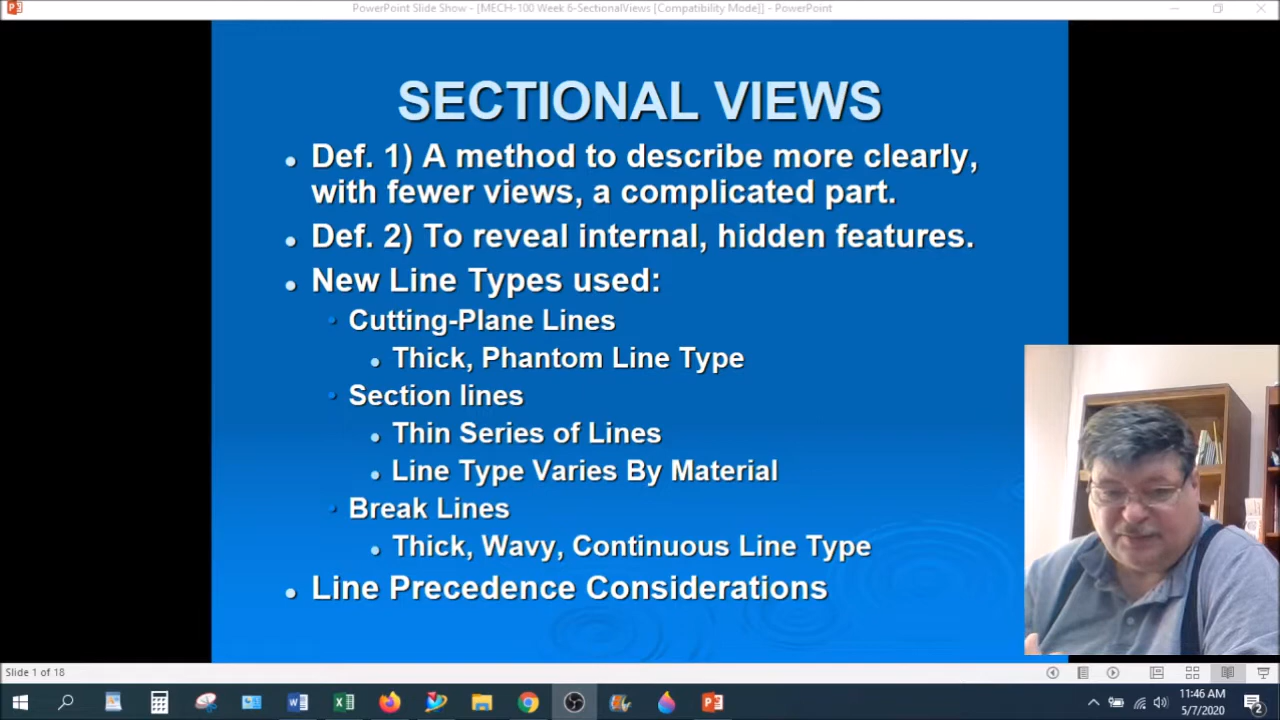 PowerPoint Slide Show - [MECH-100 Week 6-SectionalViews [Compatibility Mode]] - PowerPoint
SECTIONAL VIEWS
Def. 1) A method to describe more clearly,
with fewer views, a complicated part.
Def. 2) To reveal internal, hidden features.
New Line Types used:
Cutting-Plane Lines
Thick, Phantom Line Type
Section lines
Thin Series of Lines
Line Type Varies By Material
Break Lines
Thick, Wavy, Continuous Line Type
Line Precedence Considerations
Slide 1 of 18
11:46 AM
5/7/2020
2